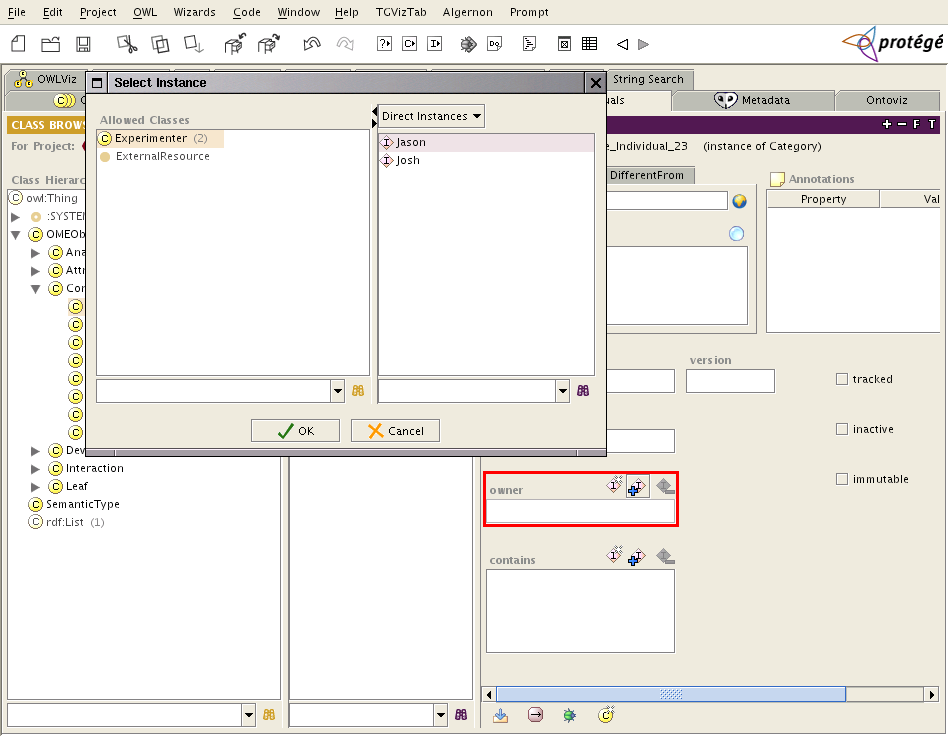 File Edit Project OWL Wizards Code Window Help TGVizTab Algernon Prompt
protégé
OWLViz
String Search
Select Instance
Metadata
Ontoviz
CLASS BROWS
+ − F T
For Project:
e_Individual_23 (instance of Category)
Allowed Classes
Direct Instances
Experimenter (2)
ExternalResource
Jason
Josh
DifferentFrom
Annotations
Property
Val
Class Hierarc
owl:Thing
:SYSTEM
OMEOb
Ana
Attr
Cor
Dev
Interaction
Leaf
SemanticType
rdf:List (1)
OK
Cancel
version
tracked
inactive
immutable
owner
contains